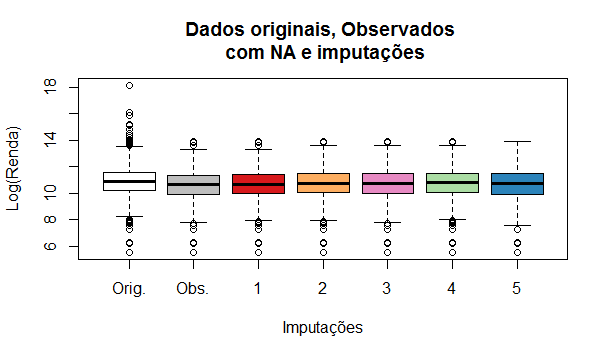 Dados originais, Observados
com NA e imputações
Log(Renda)
18
14
10
8
6
Orig.
Obs.
1
2
3
4
5
Imputações